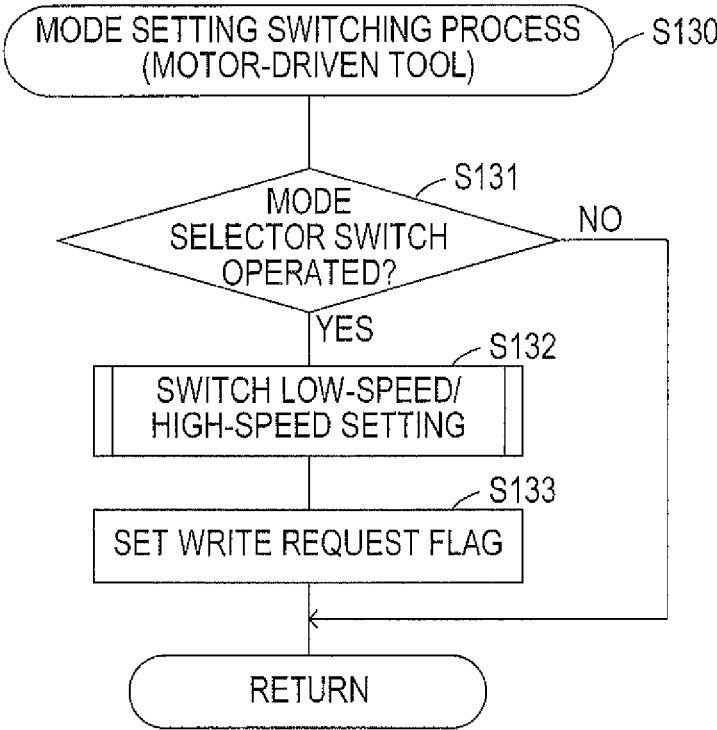 MODE SETTING SWITCHING PROCESS
(MOTOR-DRIVEN TOOL)
S130
S131
MODE
SELECTOR SWITCH
OPERATED?
NO
YES
S132
SWITCH LOW-SPEED/
HIGH-SPEED SETTING
S133
SET WRITE REQUEST FLAG
RETURN